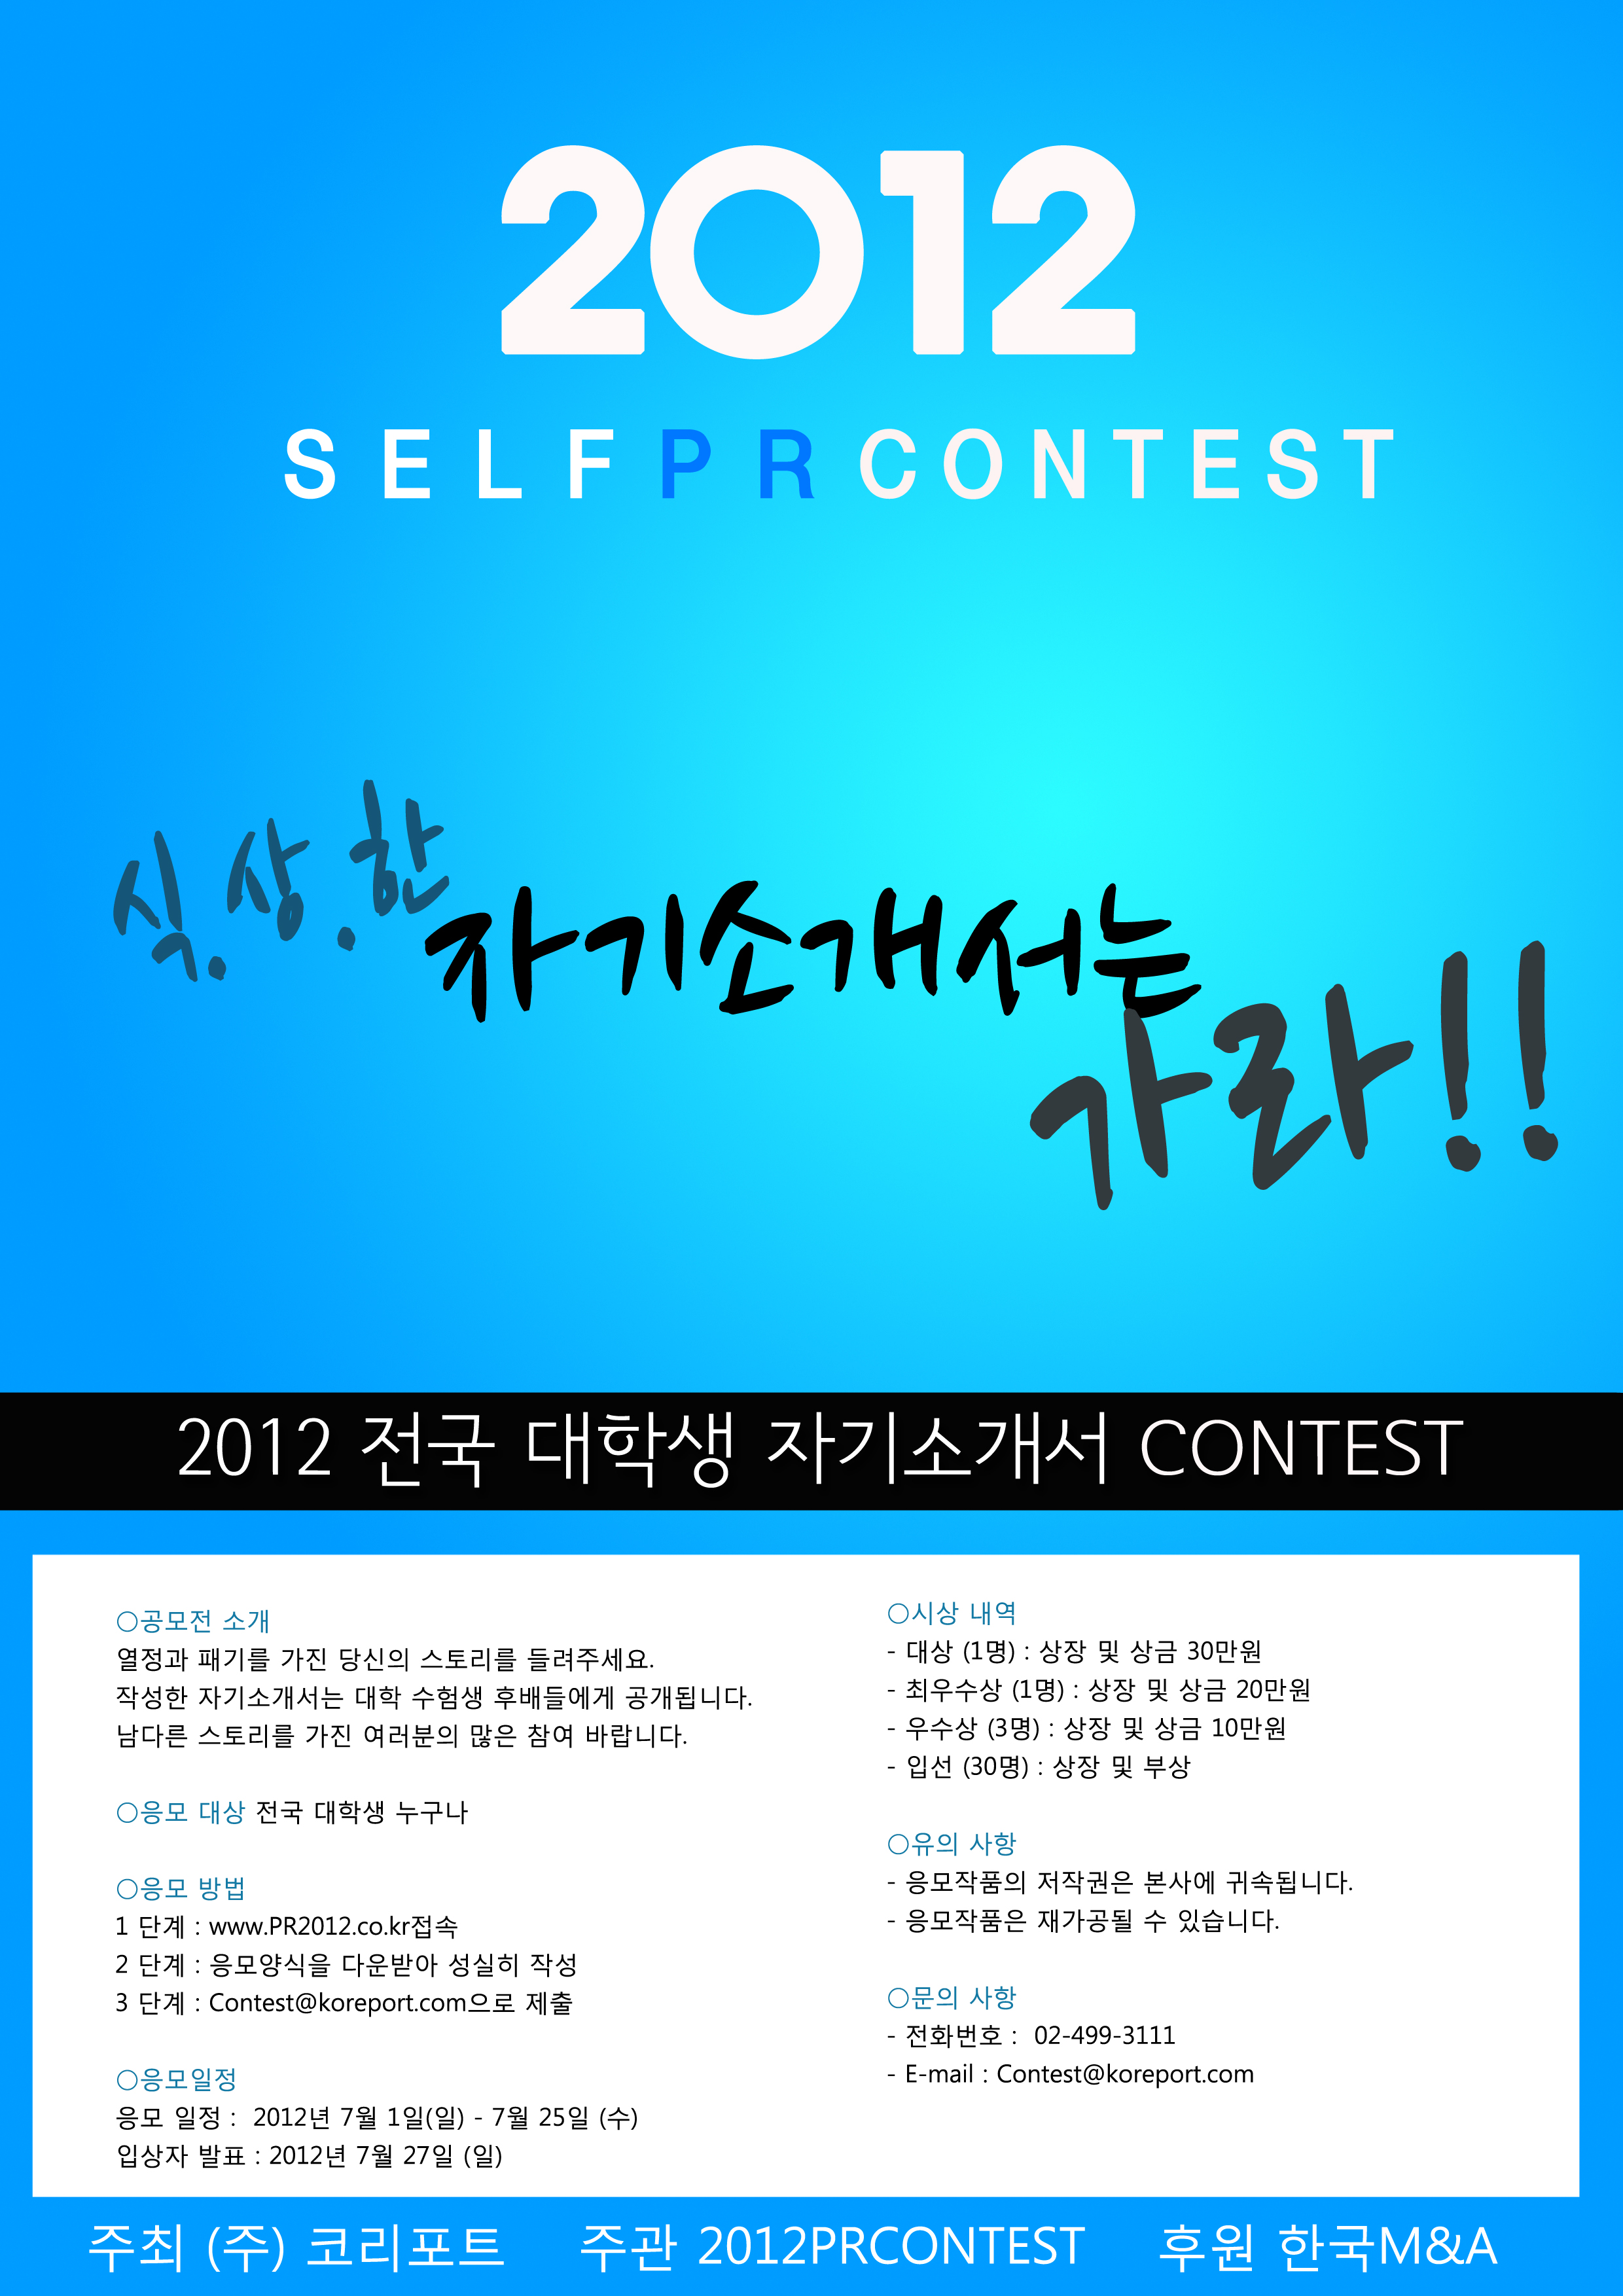 2012
SELF PR CONTEST
식.상.한
자기소개서는
가라!!
2012 전국 대학생 자기소개서 CONTEST
○공모전 소개
열정과 패기를 가진 당신의 스토리를 들려주세요.
작성한 자기소개서는 대학 수험생 후배들에게 공개됩니다.
남다른 스토리를 가진 여러분의 많은 참여 바랍니다.
○응모 대상 전국 대학생 누구나
○응모 방법
1 단계 : www.PR2012.co.kr접속
2 단계 : 응모양식을 다운받아 성실히 작성
3 단계 : Contest@koreport.com으로 제출
○응모일정
응모 일정 : 2012년 7월 1일(일) - 7월 25일 (수)
입상자 발표 : 2012년 7월 27일 (일)
○시상 내역
- 대상 (1명) : 상장 및 상금 30만원
- 최우수상 (1명) : 상장 및 상금 20만원
- 우수상 (3명) : 상장 및 상금 10만원
- 입선 (30명) : 상장 및 부상
○유의 사항
- 응모작품의 저작권은 본사에 귀속됩니다.
- 응모작품은 재가공될 수 있습니다.
○문의 사항
- 전화번호 : 02-499-3111
- E-mail : Contest@koreport.com
주최 (주) 코리포트 주관 2012PRCONTEST 후원 한국M&A